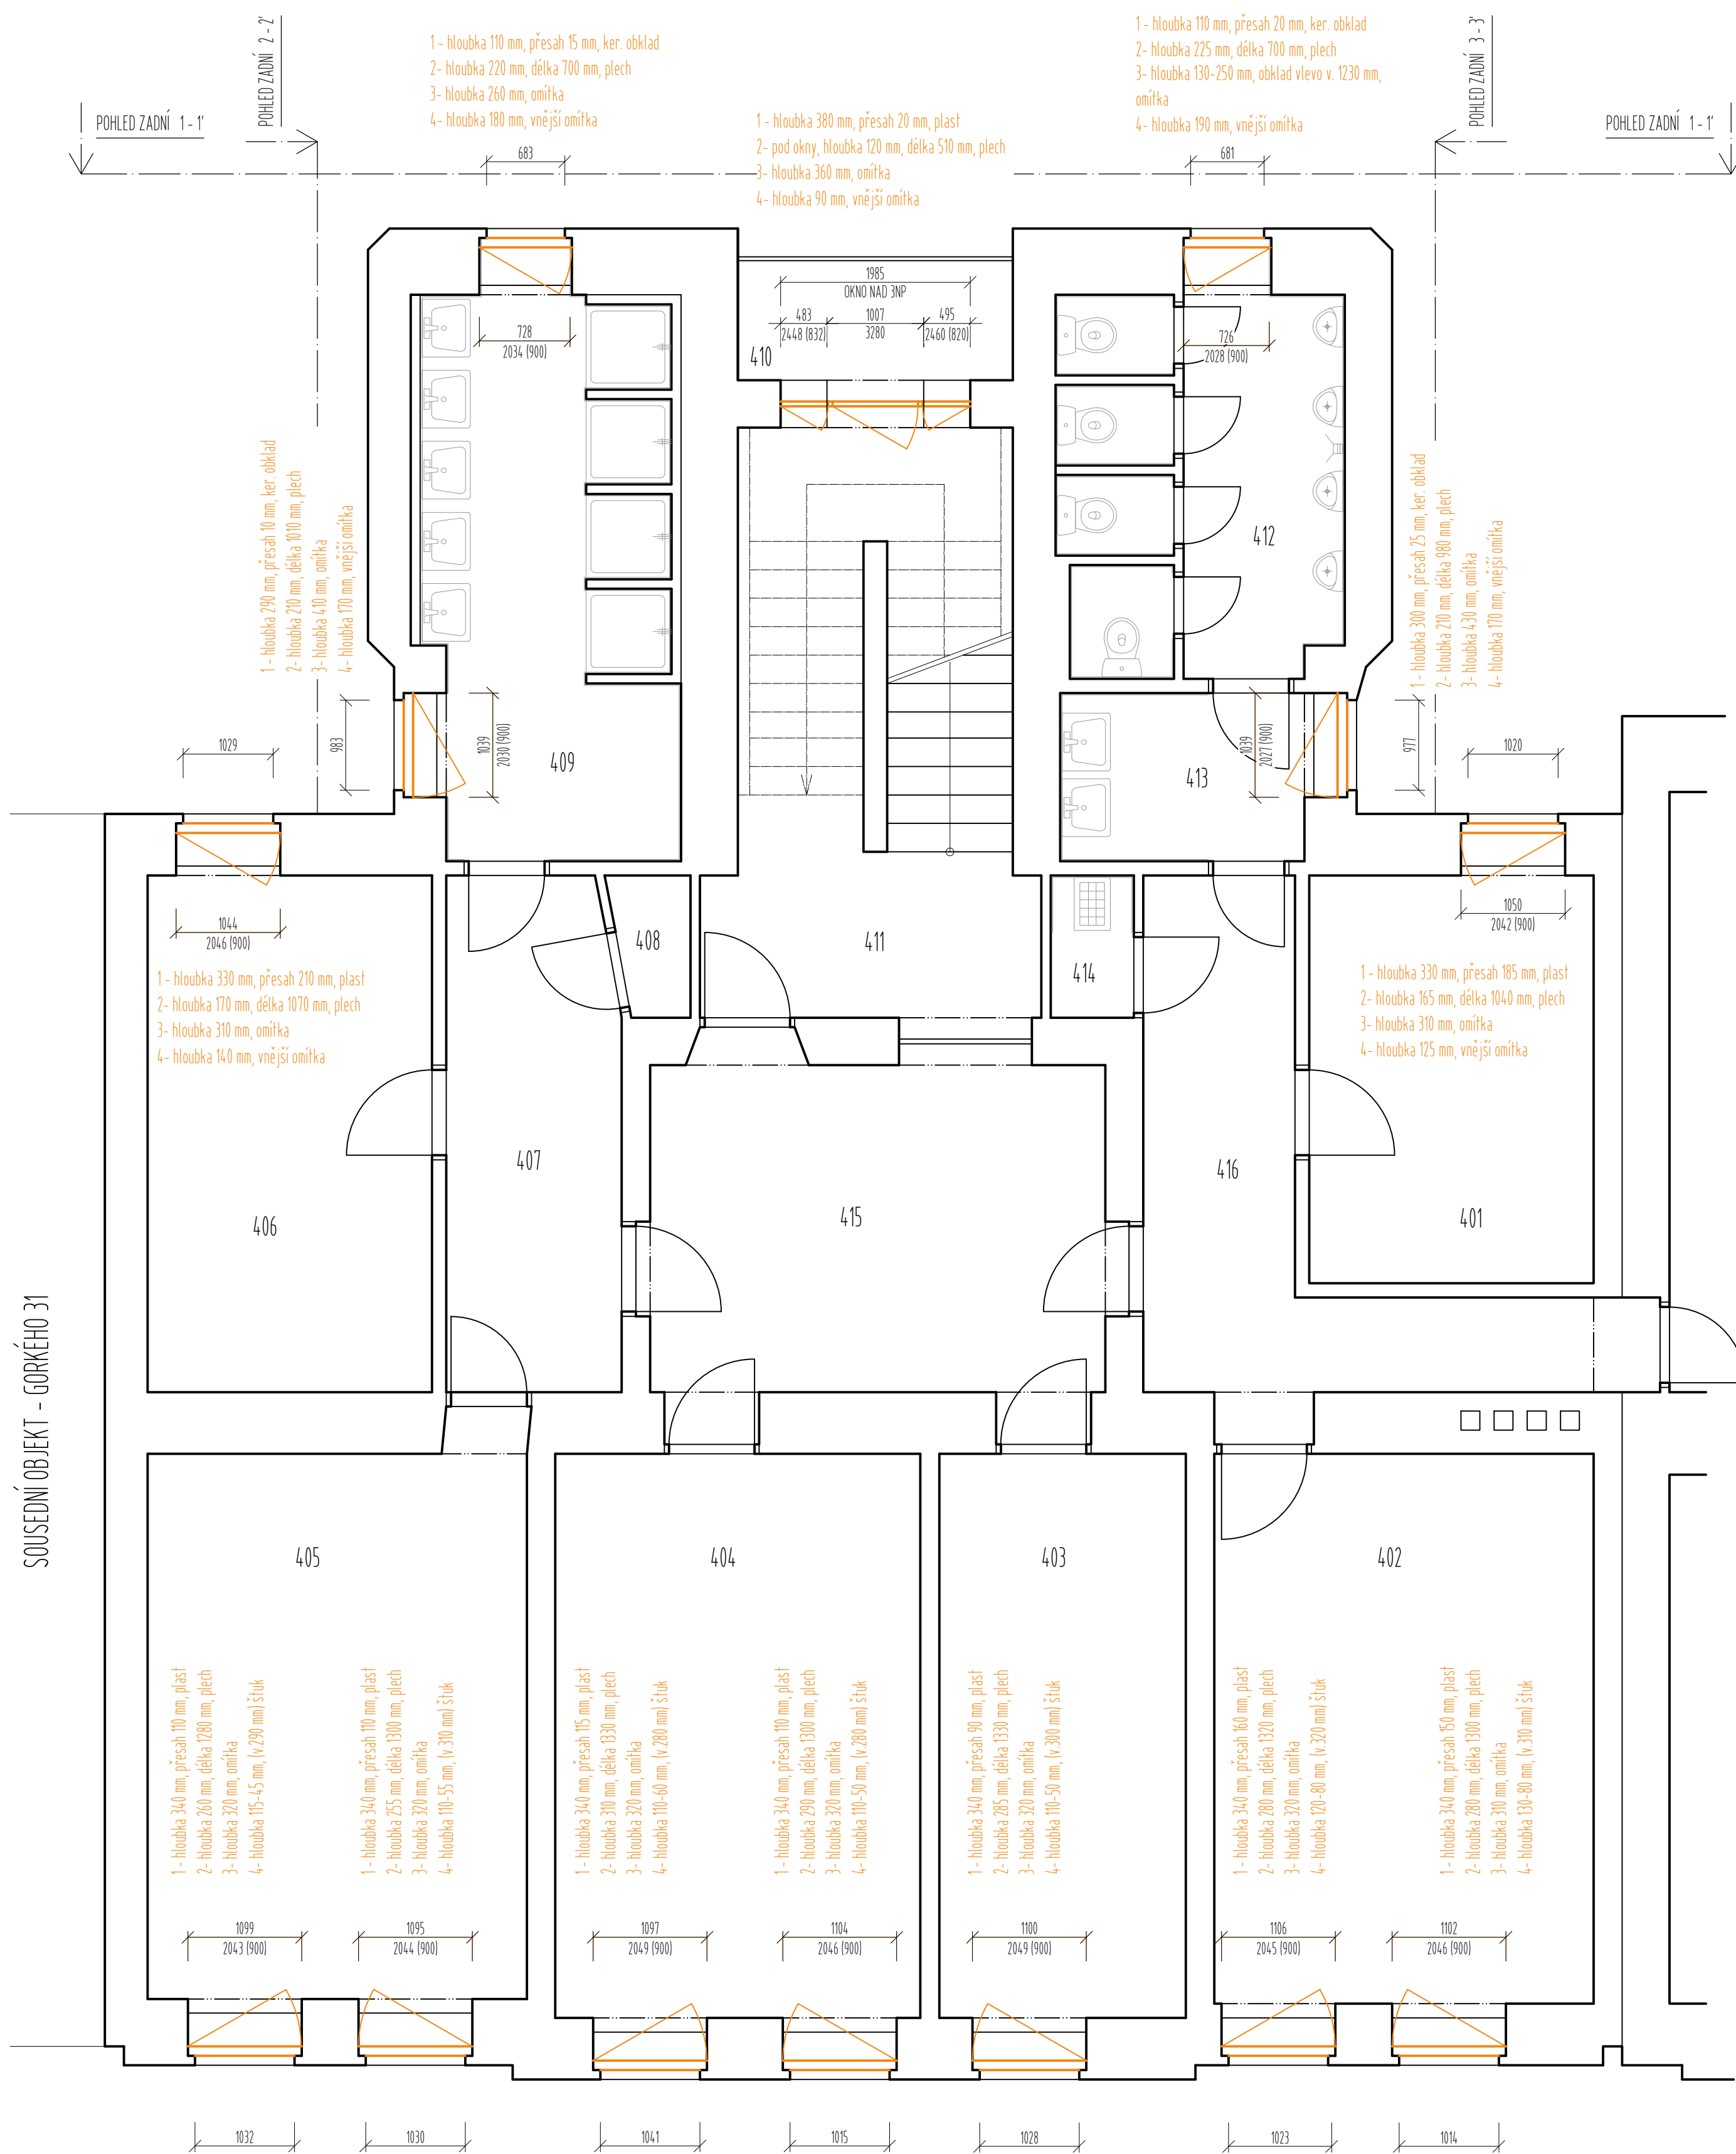 POHLED ZADNÍ 1 - 1'
POHLED ZADNÍ 2 - 2'
1 - hloubka 110 mm, přesah 15 mm, ker. obklad
2- hloubka 220 mm, délka 700 mm, plech
3- hloubka 260 mm, omítka
4- hloubka 180 mm, vnější omítka
683
1 - hloubka 380 mm, přesah 20 mm, plast
2- pod okny, hloubka 120 mm, délka 510 mm, plech
3- hloubka 360 mm, omítka
4- hloubka 90 mm, vnější omítka
1 - hloubka 110 mm, přesah 20 mm, ker. obklad
2- hloubka 225 mm, délka 700 mm, plech
3- hloubka 130-250 mm, obklad vlevo v. 1230 mm,
omítka
4- hloubka 190 mm, vnější omítka
681
POHLED ZADNÍ 3 - 3'
POHLED ZADNÍ 1 - 1'
1985
OKNO NAD 3NP
483
2448 (832)
1007
3280
495
2460 (820)
410
728
2034 (900)
726
2028 (900)
412
1 - hloubka 290 mm, přesah 10 mm, ker. obklad
2- hloubka 210 mm, délka 1010 mm, plech
3- hloubka 410 mm, omítka
4- hloubka 170 mm, vnější omítka
1 - hloubka 300 mm, přesah 25 mm, ker. obklad
2- hloubka 210 mm, délka 980 mm, plech
3- hloubka 430 mm, omítka
4- hloubka 170 mm, vnější omítka
1029
983
1039
2030 (900)
409
413
1039
2027 (900)
977
1020
1044
2046 (900)
408
411
414
1050
2042 (900)
1 - hloubka 330 mm, přesah 210 mm, plast
2- hloubka 170 mm, délka 1070 mm, plech
3- hloubka 310 mm, omítka
4- hloubka 140 mm, vnější omítka
1 - hloubka 330 mm, přesah 185 mm, plast
2- hloubka 165 mm, délka 1040 mm, plech
3- hloubka 310 mm, omítka
4- hloubka 125 mm, vnější omítka
407
416
406
415
401
SOUSEDNÍ OBJEKT - GORKÉHO 31
405
404
403
402
1 - hloubka 340 mm, přesah 110 mm, plast
2- hloubka 260 mm, délka 1280 mm, plech
3- hloubka 320 mm, omítka
4- hloubka 115-45 mm, (v.290 mm) štuk
1 - hloubka 340 mm, přesah 110 mm, plast
2- hloubka 255 mm, délka 1300 mm, plech
3- hloubka 320 mm, omítka
4- hloubka 110-55 mm, (v.310 mm) štuk
1 - hloubka 340 mm, přesah 115 mm, plast
2- hloubka 310 mm, délka 1330 mm, plech
3- hloubka 320 mm, omítka
4- hloubka 110-60 mm, (v.280 mm) štuk
1 - hloubka 340 mm, přesah 110 mm, plast
2- hloubka 290 mm, délka 1300 mm, plech
3- hloubka 320 mm, omítka
4- hloubka 110-50 mm (v.280 mm) štuk
1 - hloubka 340 mm, přesah 90 mm, plast
2- hloubka 285 mm, délka 1330 mm, plech
3- hloubka 320 mm, omítka
4- hloubka 110-50 mm (v.300 mm) štuk
1 - hloubka 340 mm, přesah 160 mm, plast
2- hloubka 280 mm, délka 1320 mm, plech
3- hloubka 320 mm, omítka
4- hloubka 120-80 mm (v.320 mm) štuk
1 - hloubka 340 mm, přesah 150 mm, plast
2- hloubka 280 mm, délka 1300 mm, plech
3- hloubka 310 mm, omítka
4- hloubka 130-80 mm (v.310 mm) štuk
1099
2043 (900)
1095
2044 (900)
1097
2049 (900)
1104
2046 (900)
1100
2049 (900)
1106
2045 (900)
1102
2046 (900)
1032
1030
1041
1015
1028
1023
1014